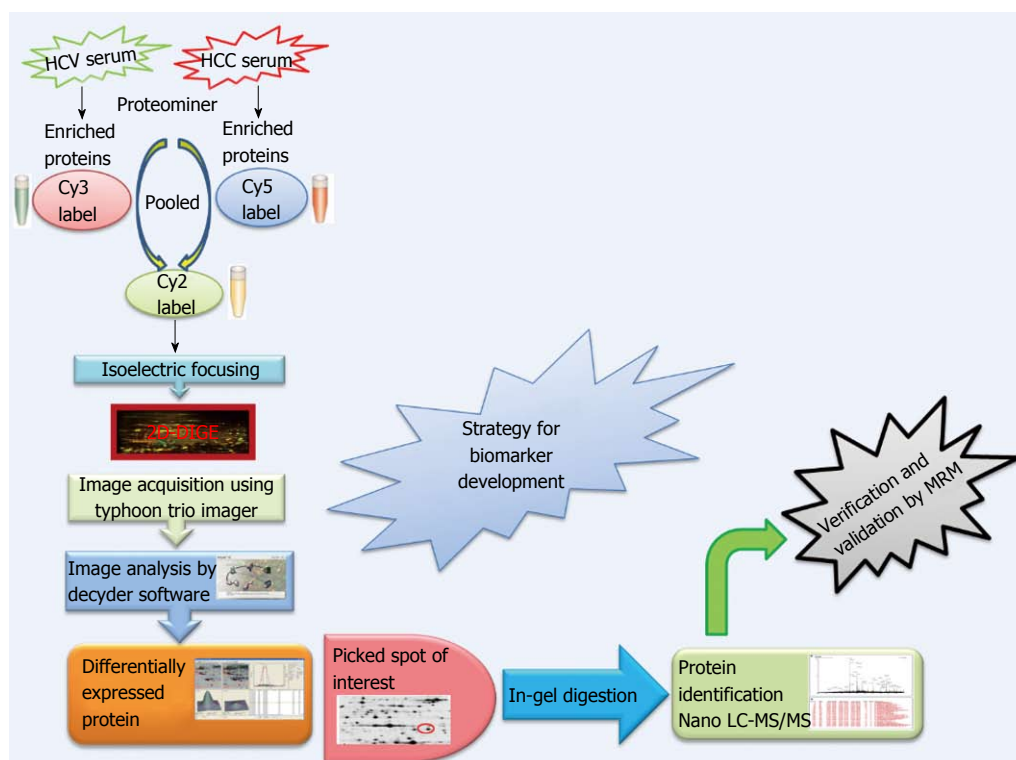 HCV serum
HCC serum
Proteominer
Enriched
proteins
Enriched
proteins
Cy3
label
Pooled
Cy5
label
Cy2
label
Isoelectric focusing
2D-DIGE
Image acquisition using
typhoon trio imager
Image analysis by
decyder software
Differentially
expressed
protein
Picked spot of
interest
In-gel digestion
Protein
identification
Nano LC-MS/MS
Strategy for
biomarker
development
Verification and
validation by MRM